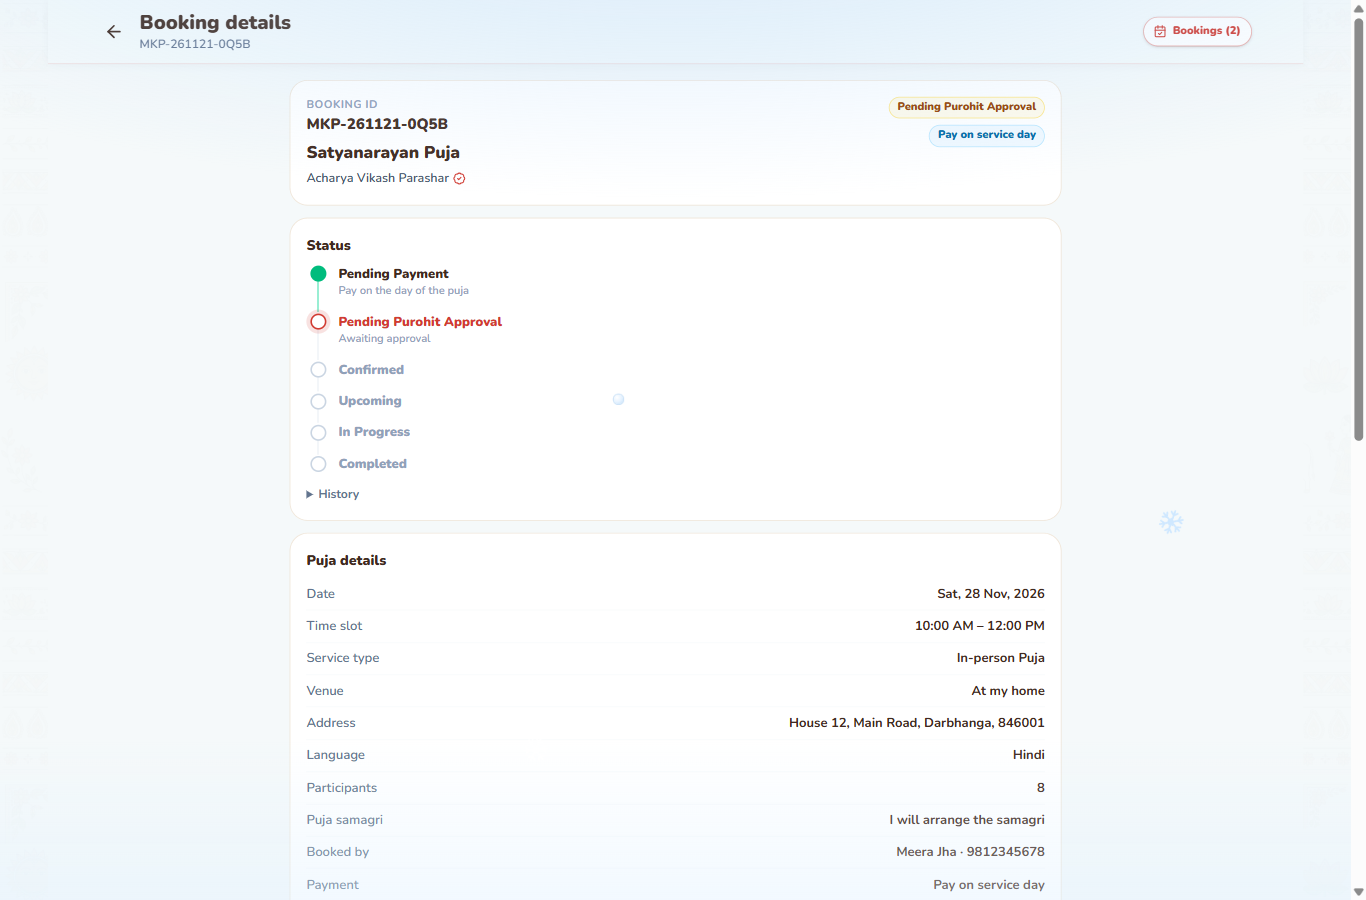 Booking details
MKP-261121-0Q5B
Bookings (2)
BOOKING ID
MKP-261121-0Q5B
Satyanarayan Puja
Acharya Vikash Parashar
Pending Purohit Approval
Pay on service day
Status
Pending Payment
Pay on the day of the puja
Pending Purohit Approval
Awaiting approval
Confirmed
Upcoming
In Progress
Completed
History
Puja details
Date Sat, 28 Nov, 2026
Time slot 10:00 AM – 12:00 PM
Service type In-person Puja
Venue At my home
Address House 12, Main Road, Darbhanga, 846001
Language Hindi
Participants 8
Puja samagri I will arrange the samagri
Booked by Meera Jha · 9812345678
Payment Pay on service day